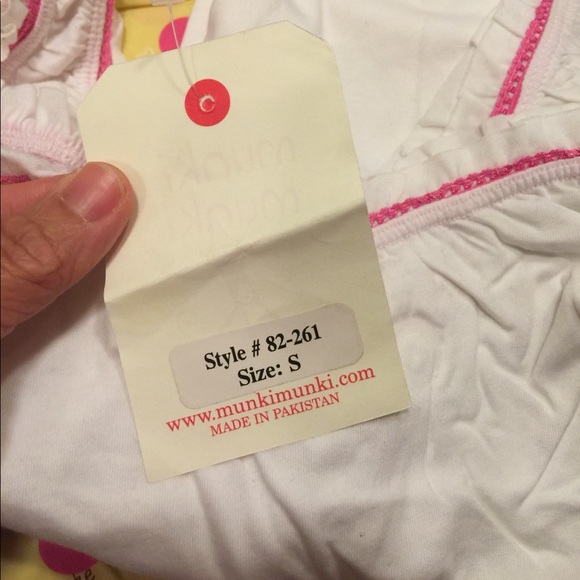 Style # 82-261
Size: S
www.munkimunki.com
MADE IN PAKISTAN